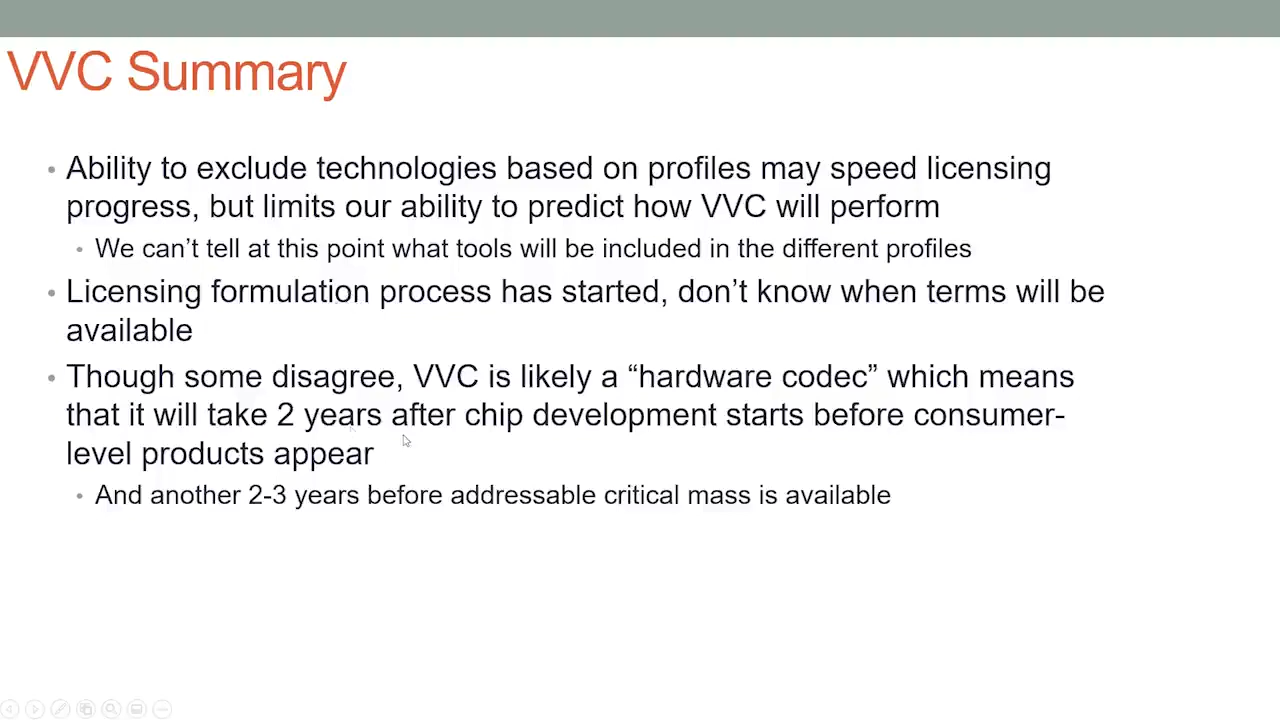 VVC Summary
• Ability to exclude technologies based on profiles may speed licensing
progress, but limits our ability to predict how VVC will perform
• We can’t tell at this point what tools will be included in the different profiles
• Licensing formulation process has started, don’t know when terms will be
available
• Though some disagree, VVC is likely a “hardware codec” which means
that it will take 2 years after chip development starts before consumer-
level products appear
• And another 2-3 years before addressable critical mass is available